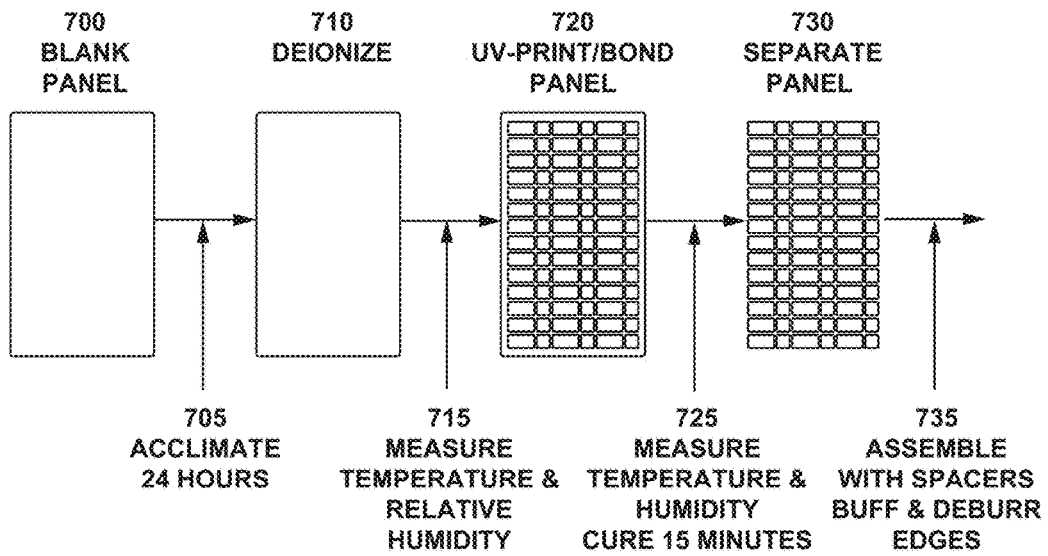 700
BLANK
PANEL
710
DEIONIZE
720
UV-PRINT/BOND
PANEL
730
SEPARATE
PANEL
705
ACCLIMATE
24 HOURS
715
MEASURE
TEMPERATURE &
RELATIVE
HUMIDITY
725
MEASURE
TEMPERATURE &
HUMIDITY
CURE 15 MINUTES
735
ASSEMBLE
WITH SPACERS
BUFF & DEBURR
EDGES